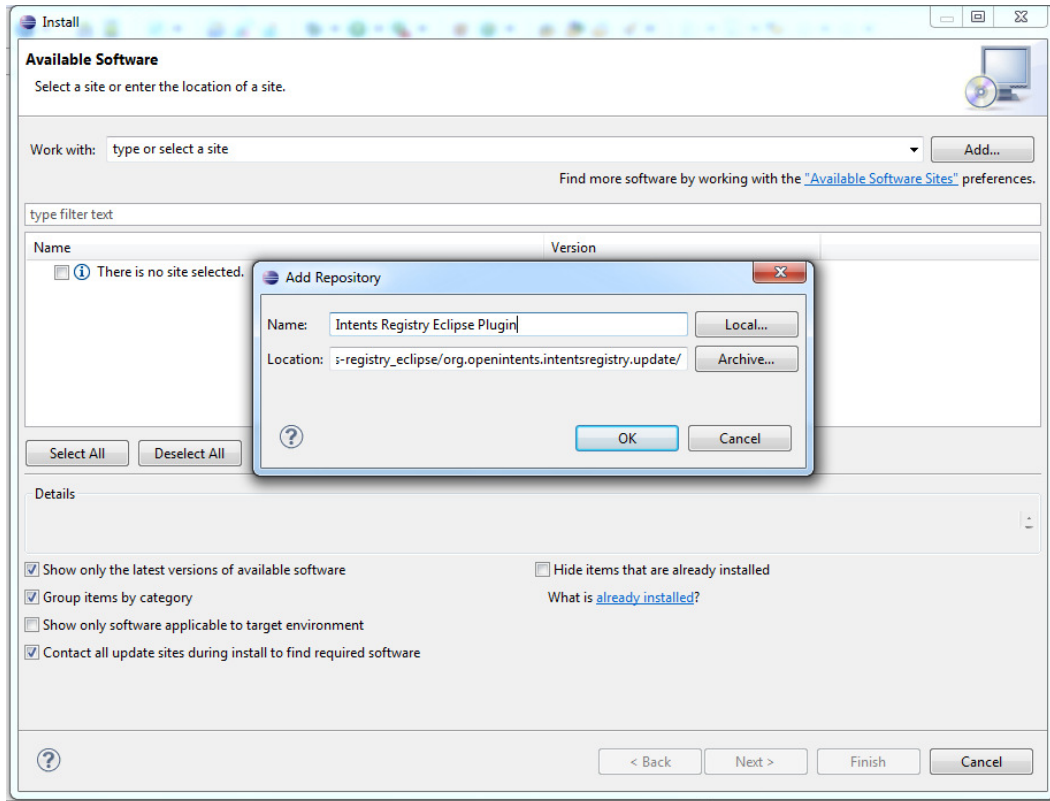 Install
Available Software
Select a site or enter the location of a site.
Work with: type or select a site Add...
Find more software by working with the "Available Software Sites" preferences.
type filter text
Name Version
There is no site selected.
Add Repository
Name: Intents Registry Eclipse Plugin Local...
Location: s-registry_eclipse/org.openintents.intentsregistry.update/ Archive...
? OK Cancel
Select All Deselect All
Details
Show only the latest versions of available software Hide items that are already installed
Group items by category What is already installed?
Show only software applicable to target environment
Contact all update sites during install to find required software
? < Back Next > Finish Cancel